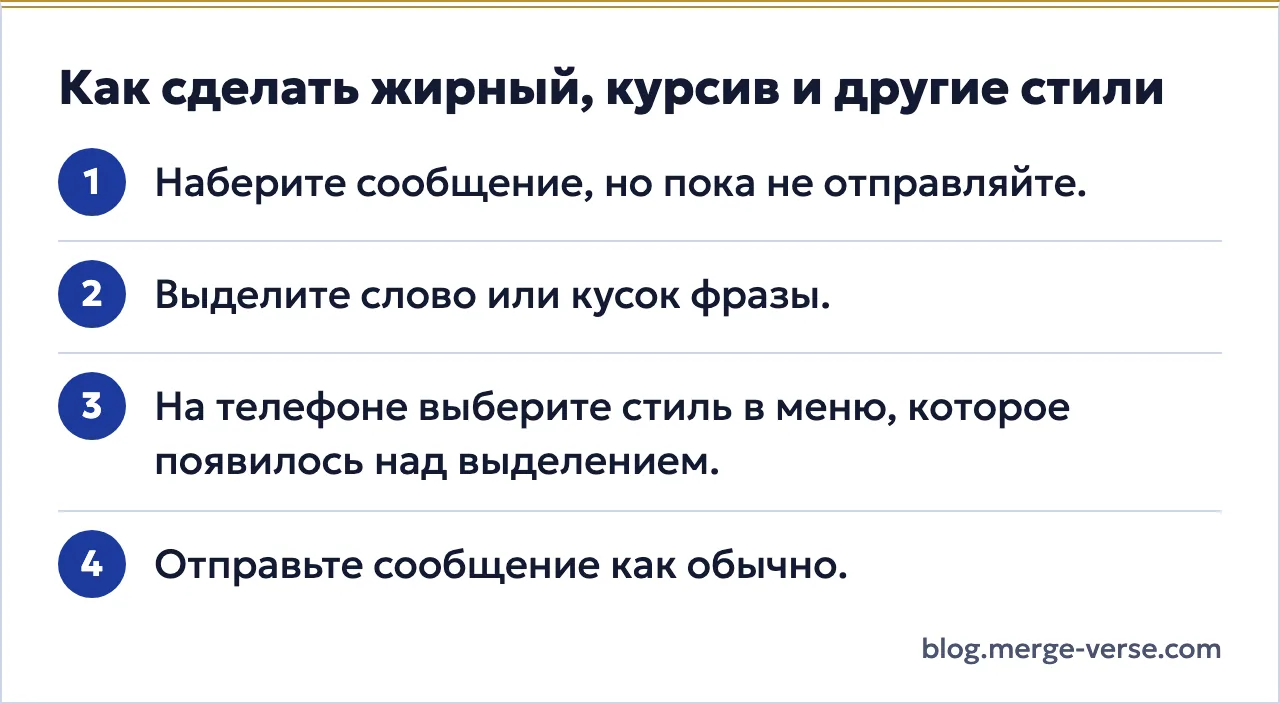 Как сделать жирный, курсив и другие стили
1 Наберите сообщение, но пока не отправляйте.
2 Выделите слово или кусок фразы.
3 На телефоне выберите стиль в меню, которое
появилось над выделением.
4 Отправьте сообщение как обычно.
blog.merge-verse.com